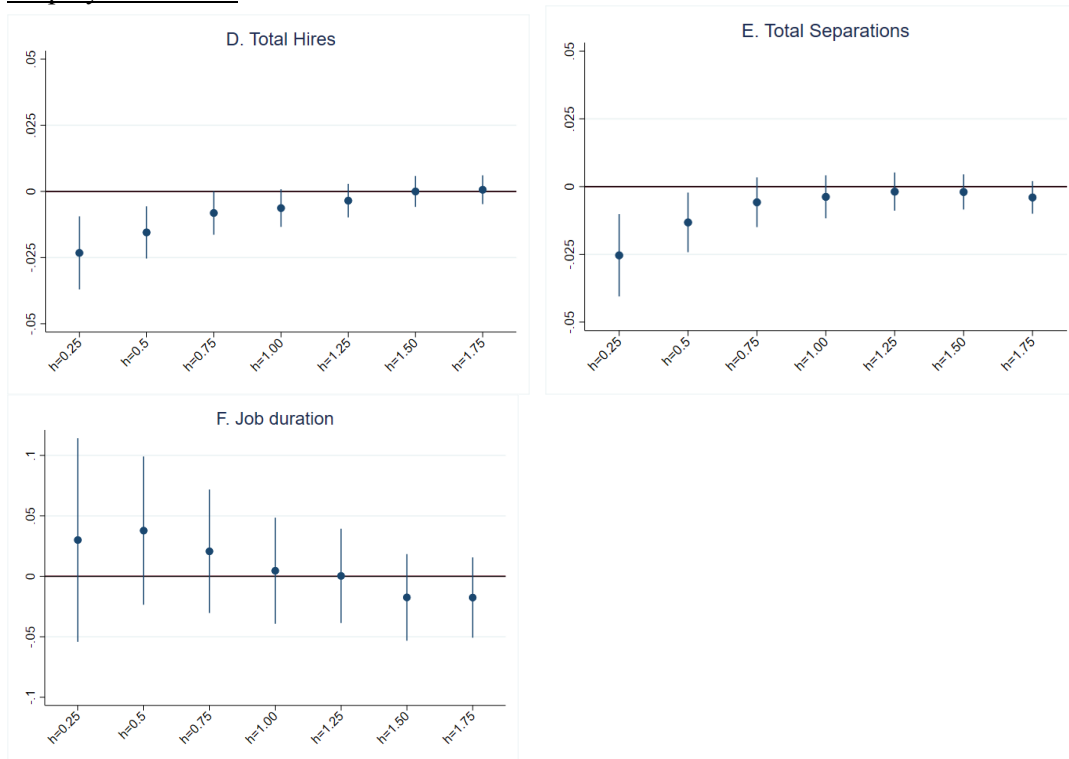 D. Total Hires
.05
.025
0
-.025
-.05
h=0.25
h=0.5
h=0.75
h=1.00
h=1.25
h=1.50
h=1.75
E. Total Separations
.05
.025
0
-.025
-.05
h=0.25
h=0.5
h=0.75
h=1.00
h=1.25
h=1.50
h=1.75
F. Job duration
.1
.05
0
-.05
-.1
h=0.25
h=0.5
h=0.75
h=1.00
h=1.25
h=1.50
h=1.75